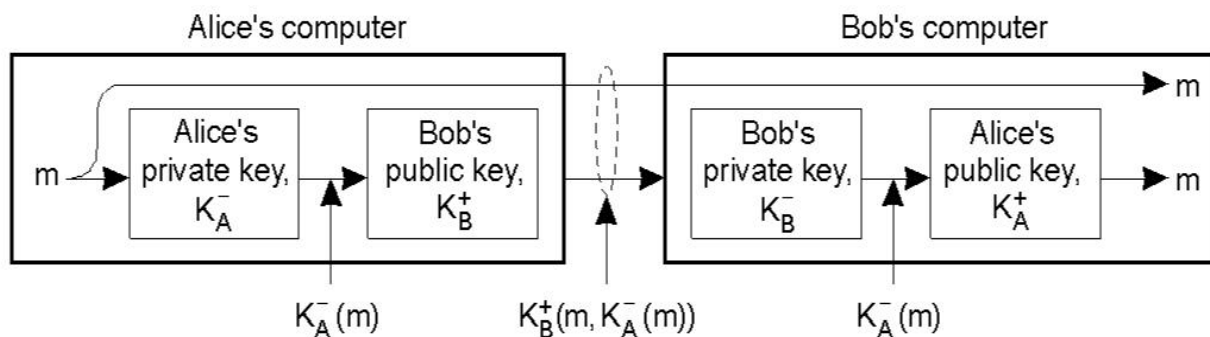 Alice's computer
Bob's computer
m
m
Alice's
private key,
K_A^-
Bob's
public key,
K_B^+
Bob's
private key,
K_B^-
Alice's
public key,
K_A^+
m
K_A^-(m)
K_B^+(m, K_A^-(m))
K_A^-(m)